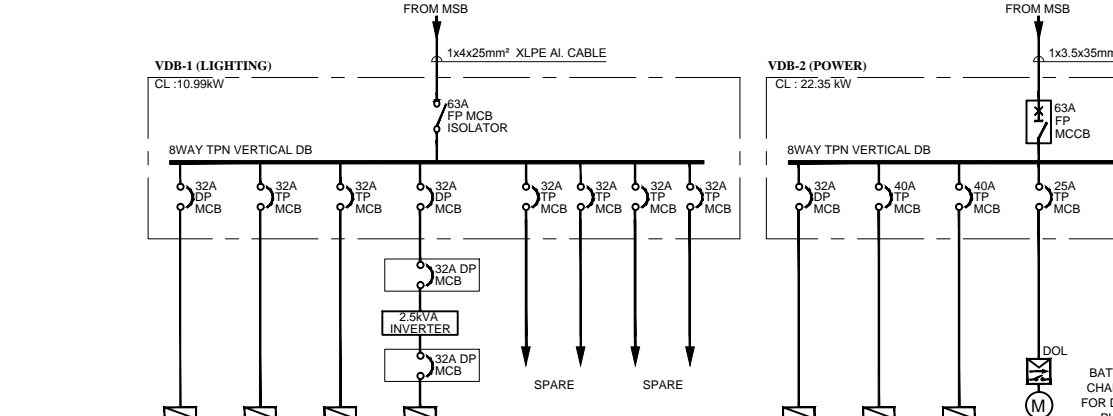 FROM MSB
FROM MSB
1x4x25mm² XLPE Al. CABLE
1x3.5x35mm
VDB-1 (LIGHTING)
VDB-2 (POWER)
CL :10.99kW
CL : 22.35 kW
63A
FP MCB
ISOLATOR
63A
FP
MCCB
8WAY TPN VERTICAL DB
8WAY TPN VERTICAL DB
32A
DP
MCB
32A
TP
MCB
32A
TP
MCB
32A
DP
MCB
32A
TP
MCB
32A
TP
MCB
32A
TP
MCB
32A
TP
MCB
32A
DP
MCB
40A
TP
MCB
40A
TP
MCB
25A
TP
MCB
32A DP
MCB
2.5kVA
INVERTER
32A DP
MCB
SPARE
SPARE
DOL
M
FOR